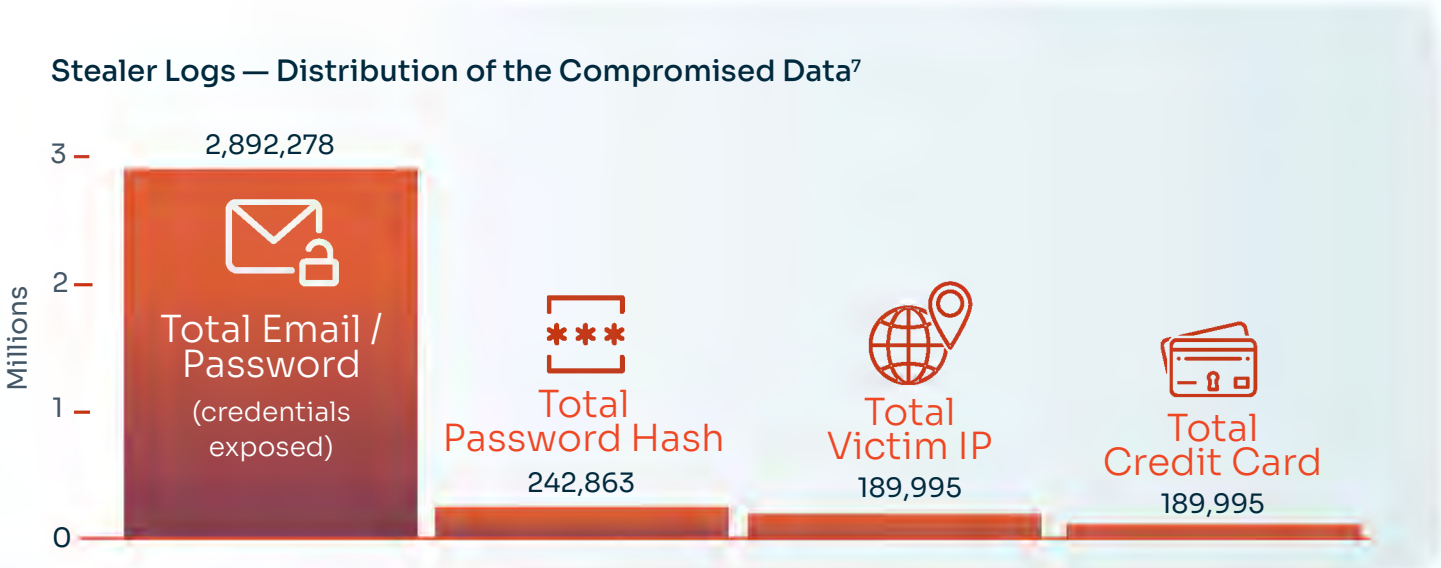 Stealer Logs — Distribution of the Compromised Data⁷
Millions
3
2
1
0
2,892,278
Total Email /
Password
(credentials
exposed)
***
Total
Password Hash
242,863
Total
Victim IP
189,995
Total
Credit Card
189,995